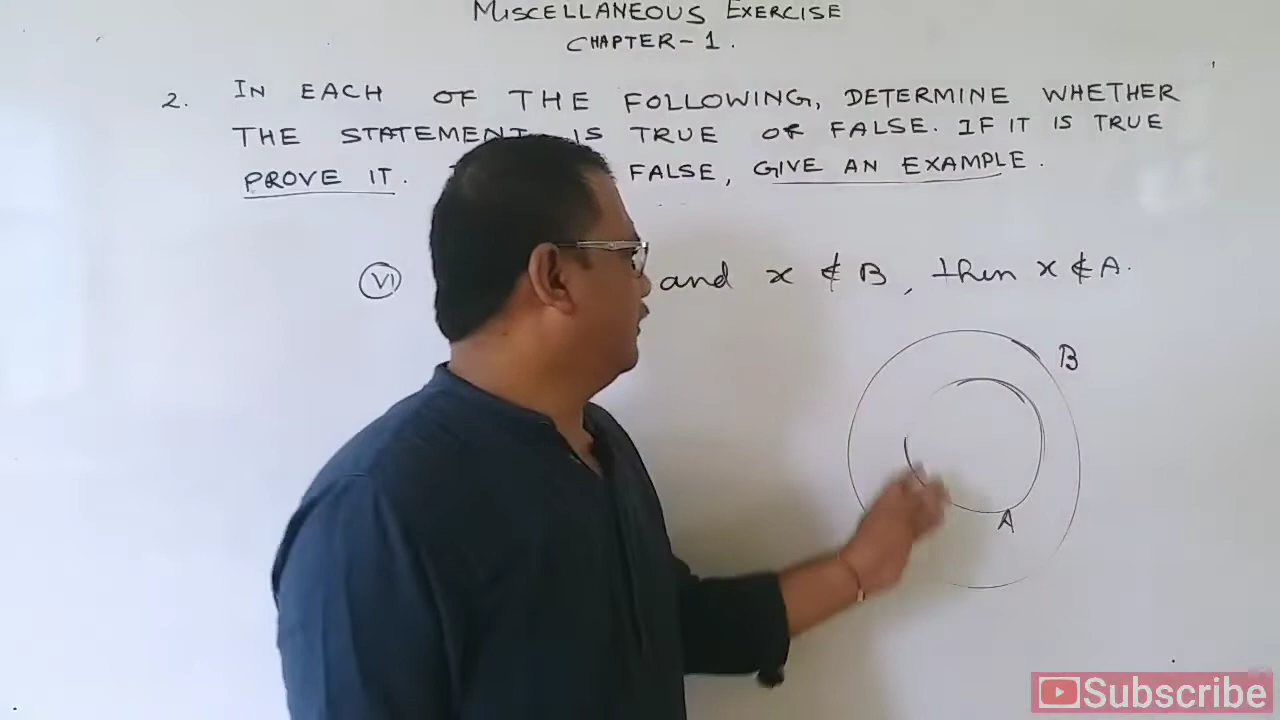 MISCELLANEOUS EXERCISE
CHAPTER-1.
2. IN EACH OF THE FOLLOWING, DETERMINE WHETHER
THE STATEMENT IS TRUE OR FALSE. IF IT IS TRUE
PROVE IT. FALSE, GIVE AN EXAMPLE.
VI and x ∉ B, then x ∉ A.
B
A
Subscribe